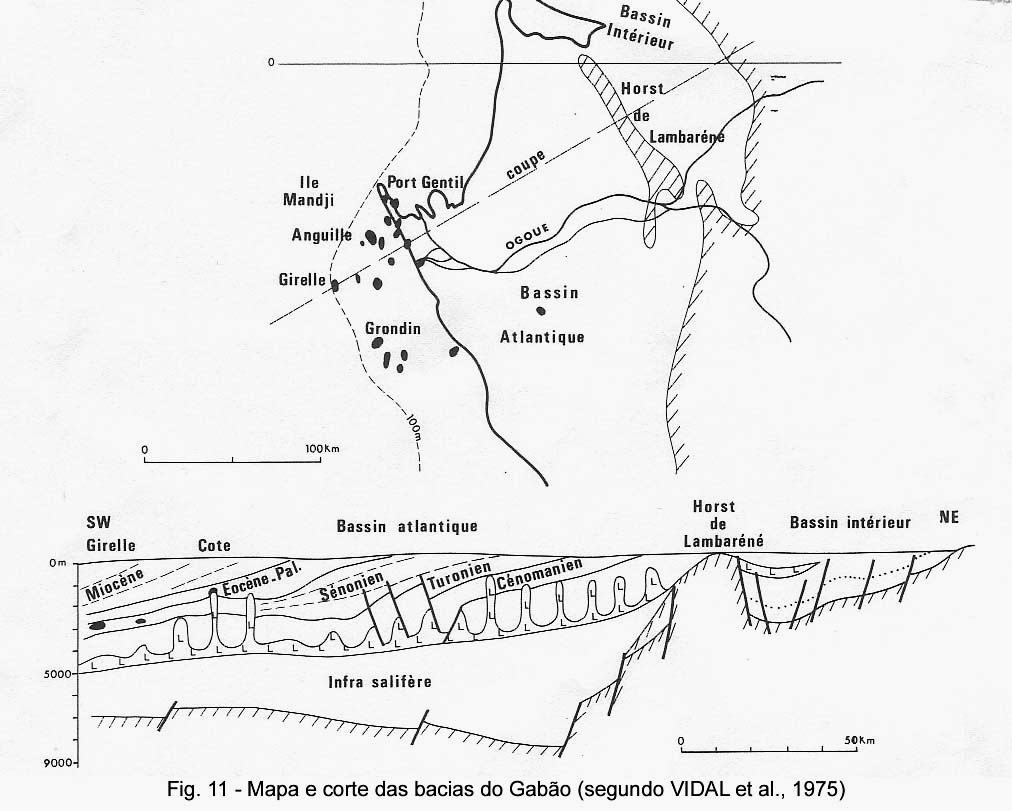 Bassin
Intérieur
0
Horst
de
Lambaréne
coupe
Ile
Mandji
Port Gentil
Anguille
OGOUE
Girelle
Bassin
Grondin
Atlantique
100m
0 100Km
SW
Girelle
Cote
Bassin atlantique
Horst
de
Lambaréné
Bassin intérieur
NE
0m
Miocène
Eocène-Pal.
Sénonien
Turonien
Cénomanien
L L L L L L L L L L L L L L L L L L L L L L
5000
Infra salifère
0 50Km
9000
Fig. 11 - Mapa e corte das bacias do Gabão (segundo VIDAL et al., 1975)